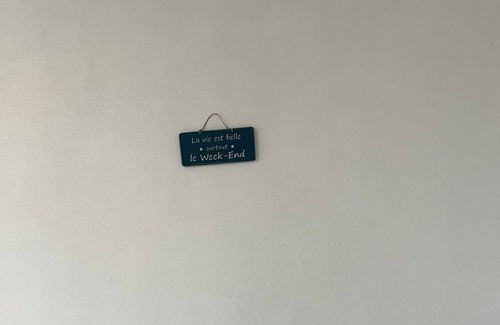 La vie est belle
★ surtout ★
le Week-End